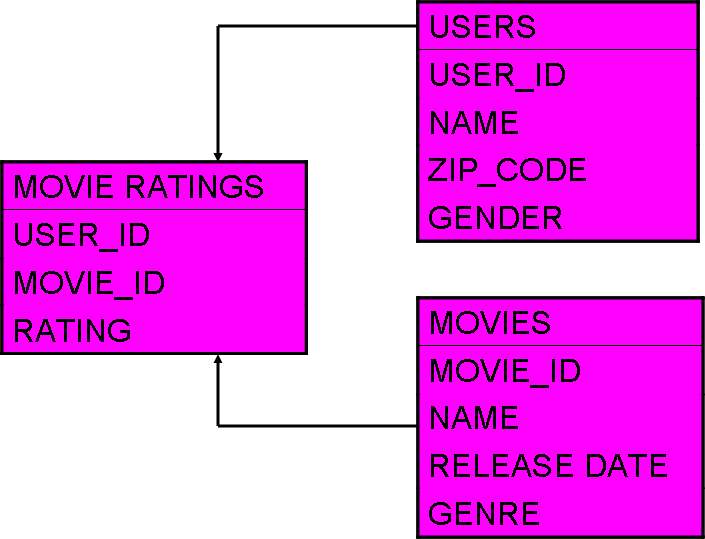 USERS
USER_ID
NAME
ZIP_CODE
GENDER
MOVIE RATINGS
USER_ID
MOVIE_ID
RATING
MOVIES
MOVIE_ID
NAME
RELEASE DATE
GENRE